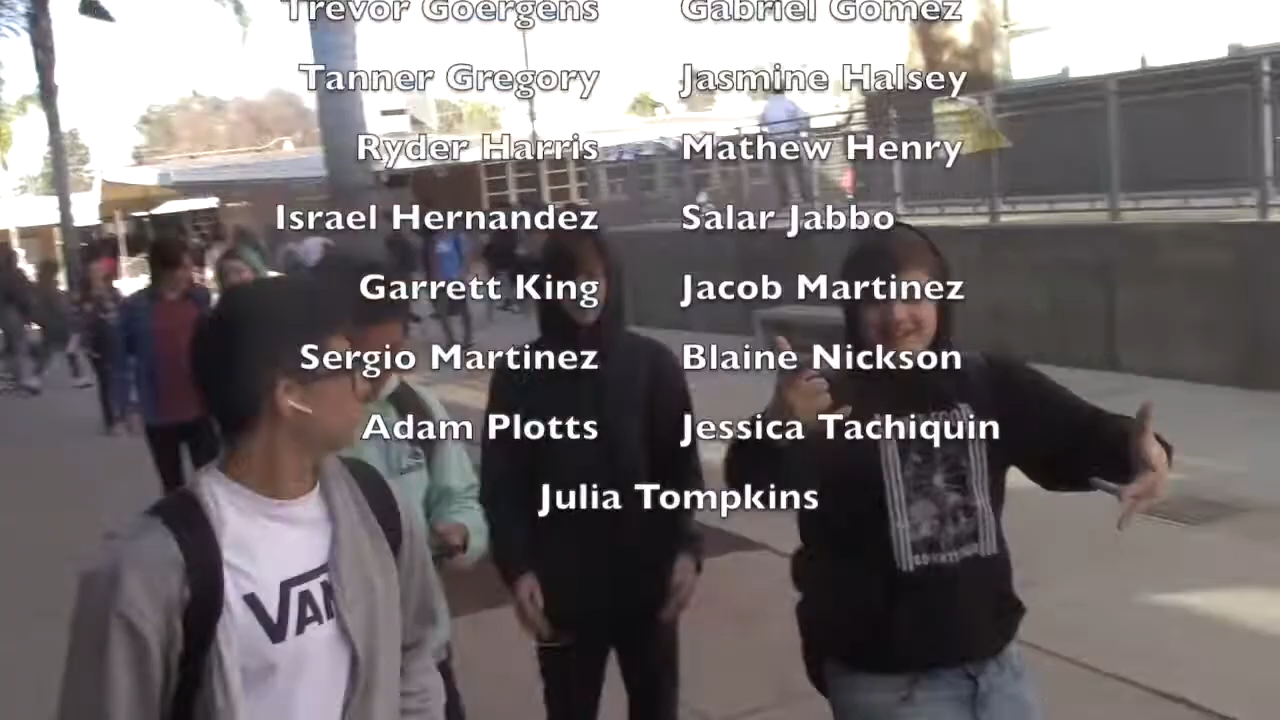 Trevor Goergens Gabriel Gomez
Tanner Gregory Jasmine Halsey
Ryder Harris Mathew Henry
Israel Hernandez Salar Jabbo
Garrett King Jacob Martinez
Sergio Martinez Blaine Nickson
Adam Plotts Jessica Tachiquin
Julia Tompkins
VAN